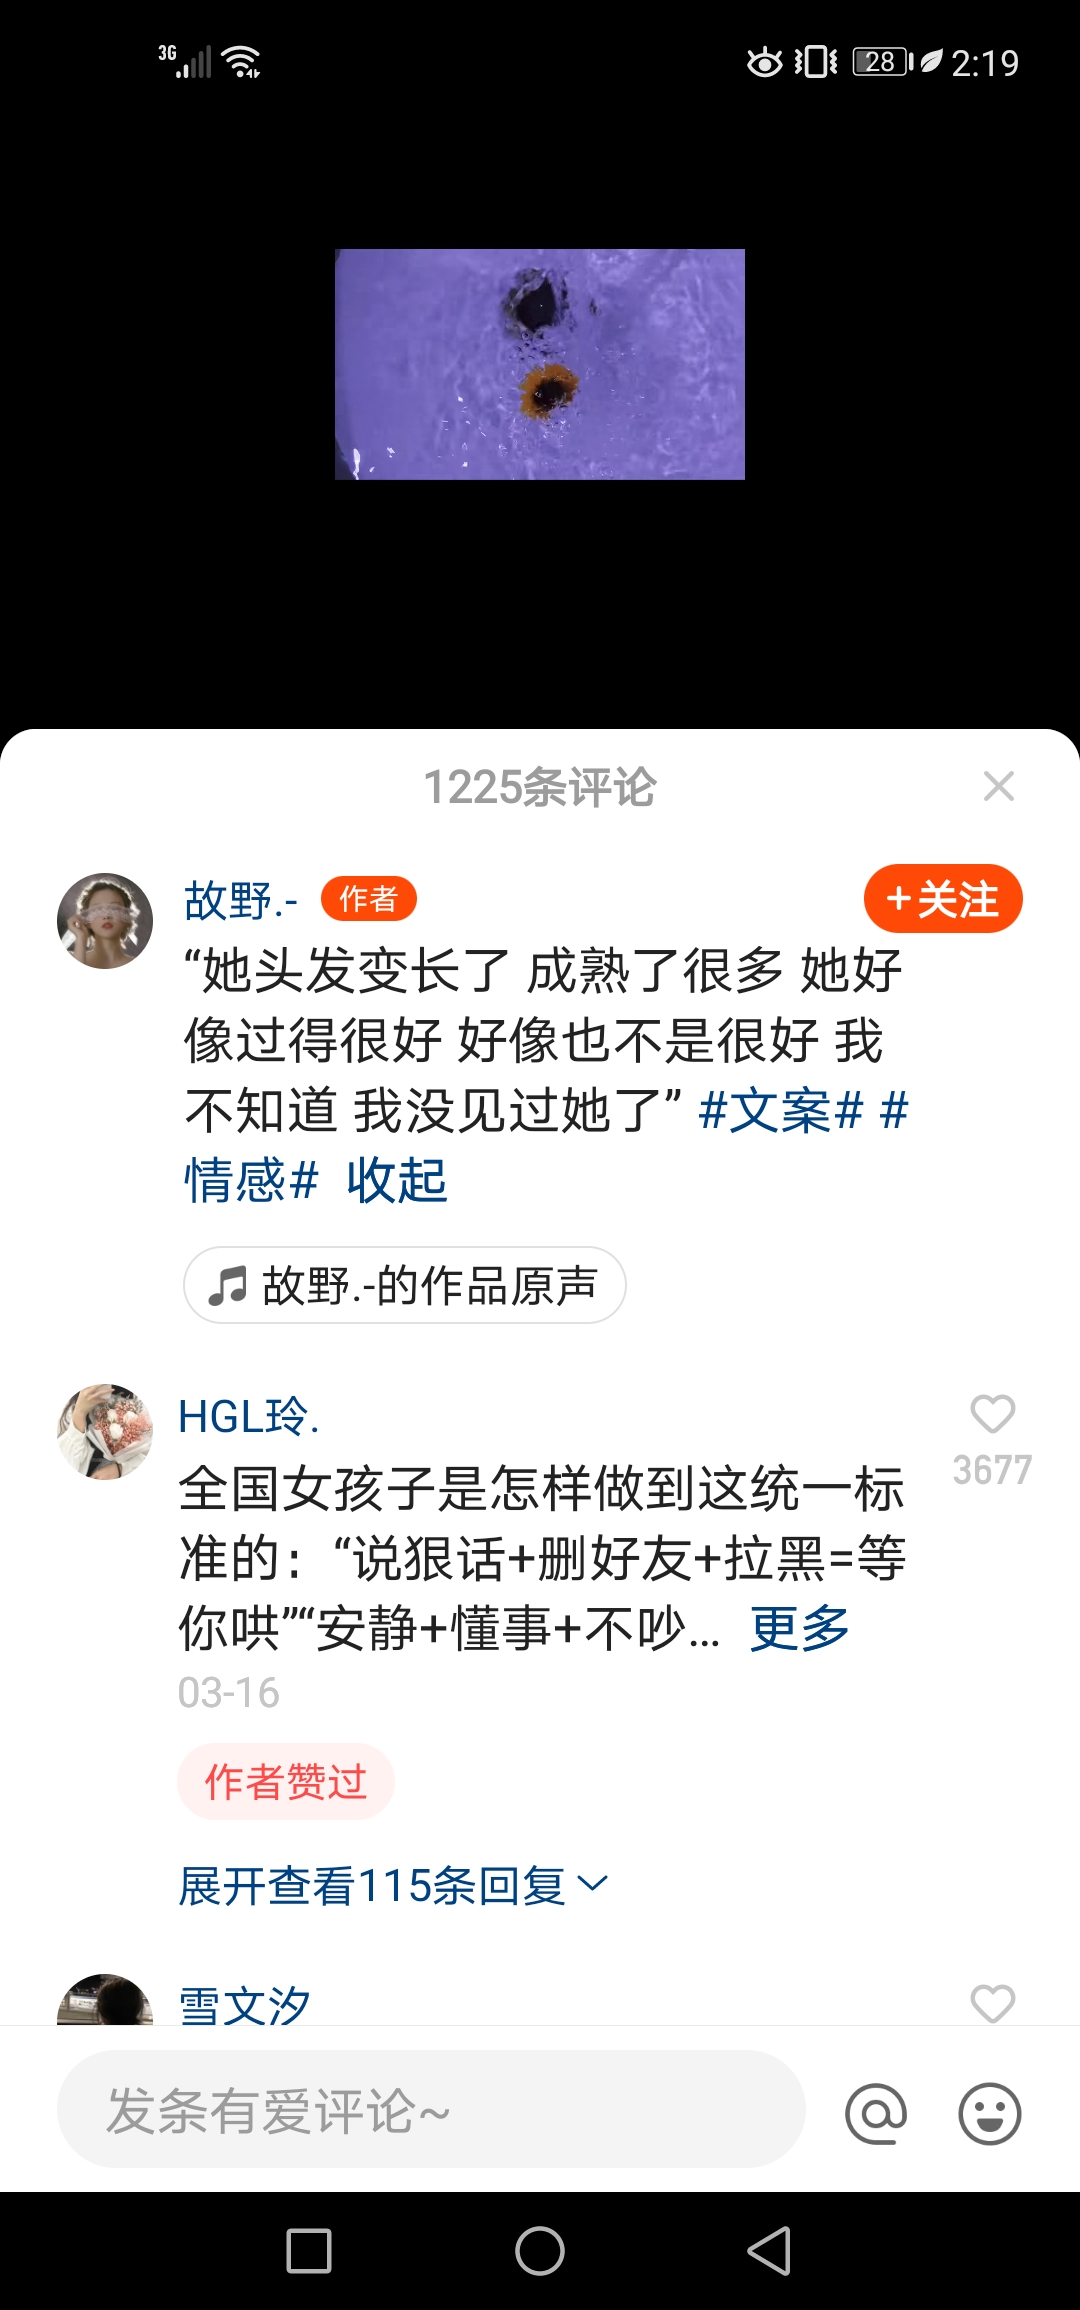 3G
28
2:19
1225条评论
故野.- 作者
+关注
“她头发变长了 成熟了很多 她好
像过得很好 好像也不是很好 我
不知道 我没见过她了” #文案# #
情感# 收起
故野.-的作品原声
HGL玲.
3677
全国女孩子是怎样做到这统一标
准的：“说狠话+删好友+拉黑=等
你哄”“安静+懂事+不吵... 更多
03-16
作者赞过
展开查看115条回复
雪文汐
发条有爱评论~